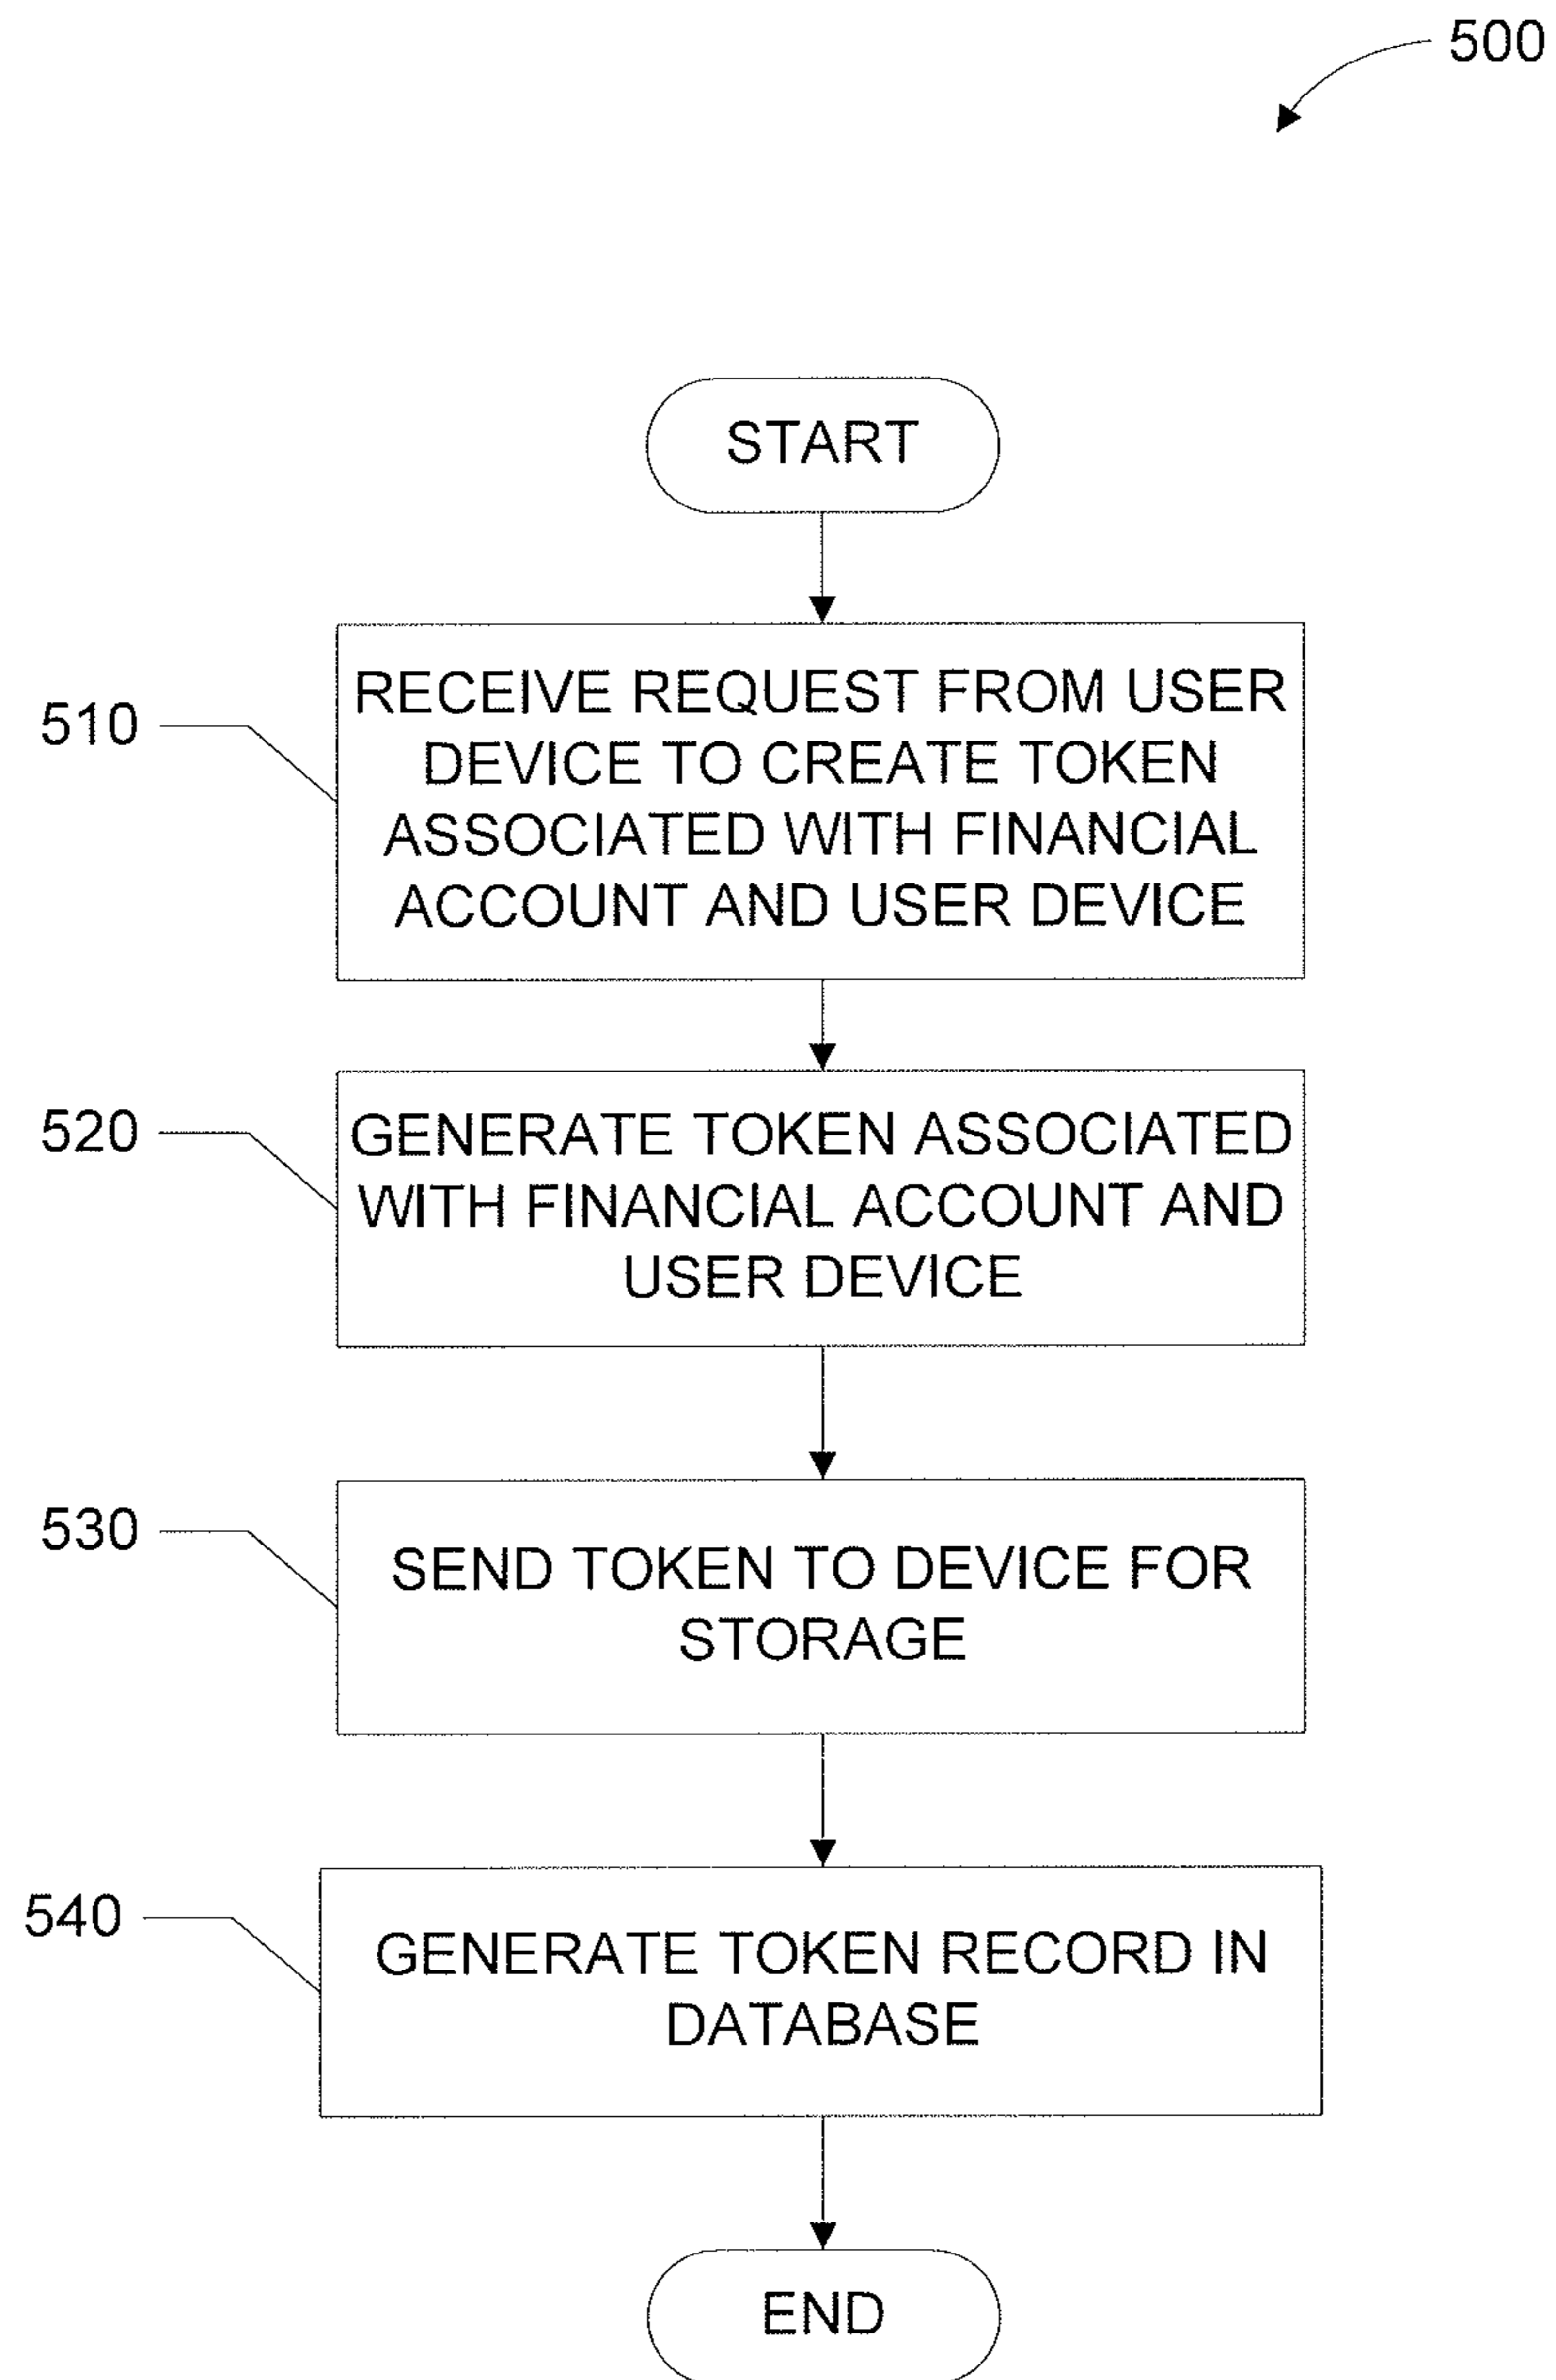 500
START
510
RECEIVE REQUEST FROM USER
DEVICE TO CREATE TOKEN
ASSOCIATED WITH FINANCIAL
ACCOUNT AND USER DEVICE
520
GENERATE TOKEN ASSOCIATED
WITH FINANCIAL ACCOUNT AND
USER DEVICE
530
SEND TOKEN TO DEVICE FOR
STORAGE
540
GENERATE TOKEN RECORD IN
DATABASE
END